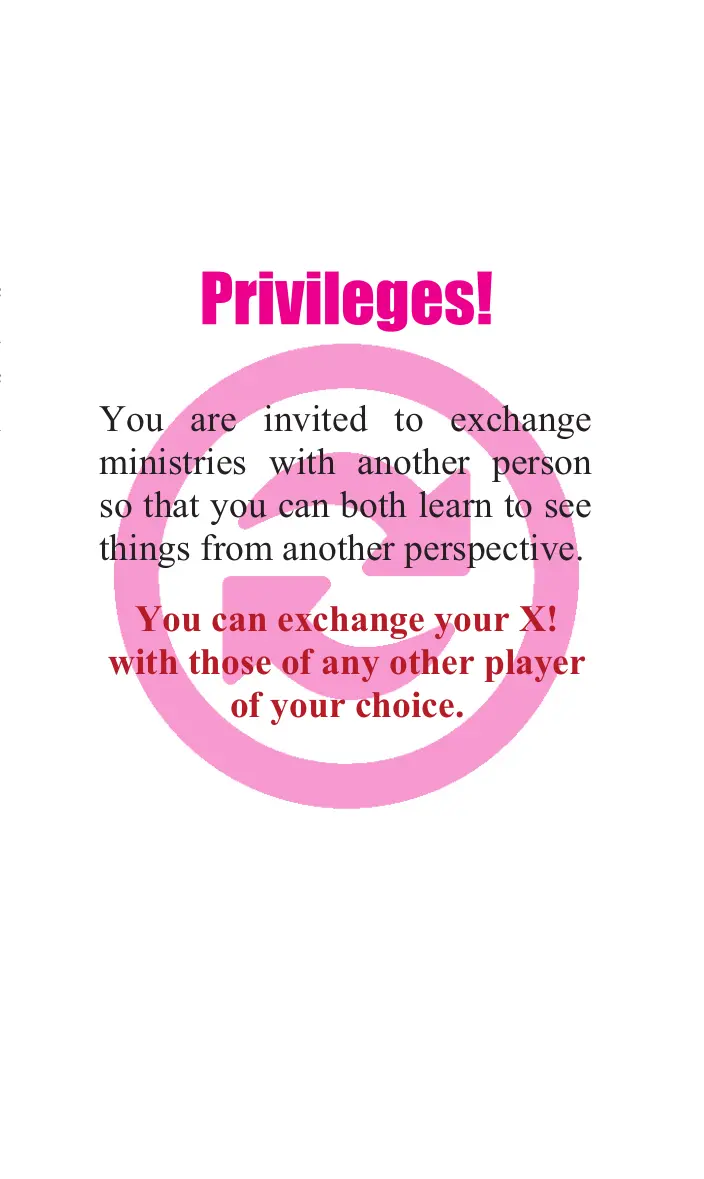 Privileges!
You are invited to exchange
ministries with another person
so that you can both learn to see
things from another perspective.
You can exchange your X!
with those of any other player
of your choice.